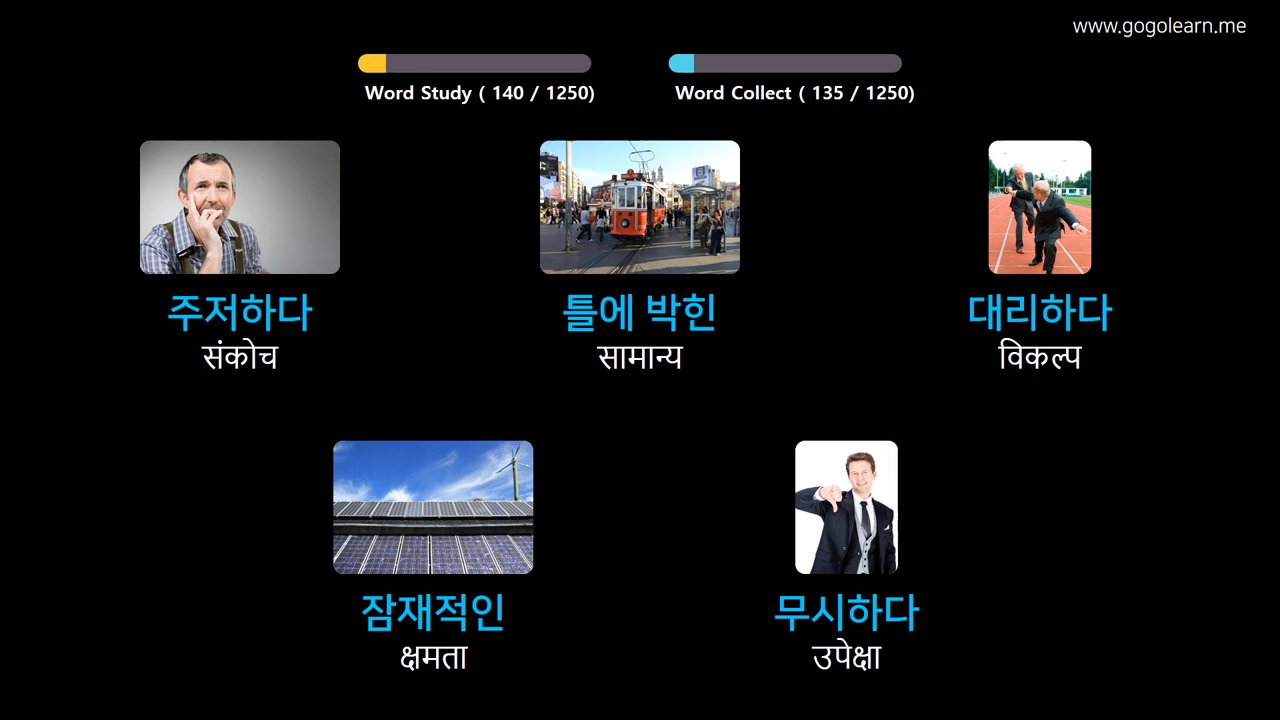 www.gogolearn.me
Word Study ( 140 / 1250)
Word Collect ( 135 / 1250)
주저하다
संकोच
틀에 박힌
सामान्य
대리하다
विकल्प
잠재적인
क्षमता
무시하다
उपेक्षा